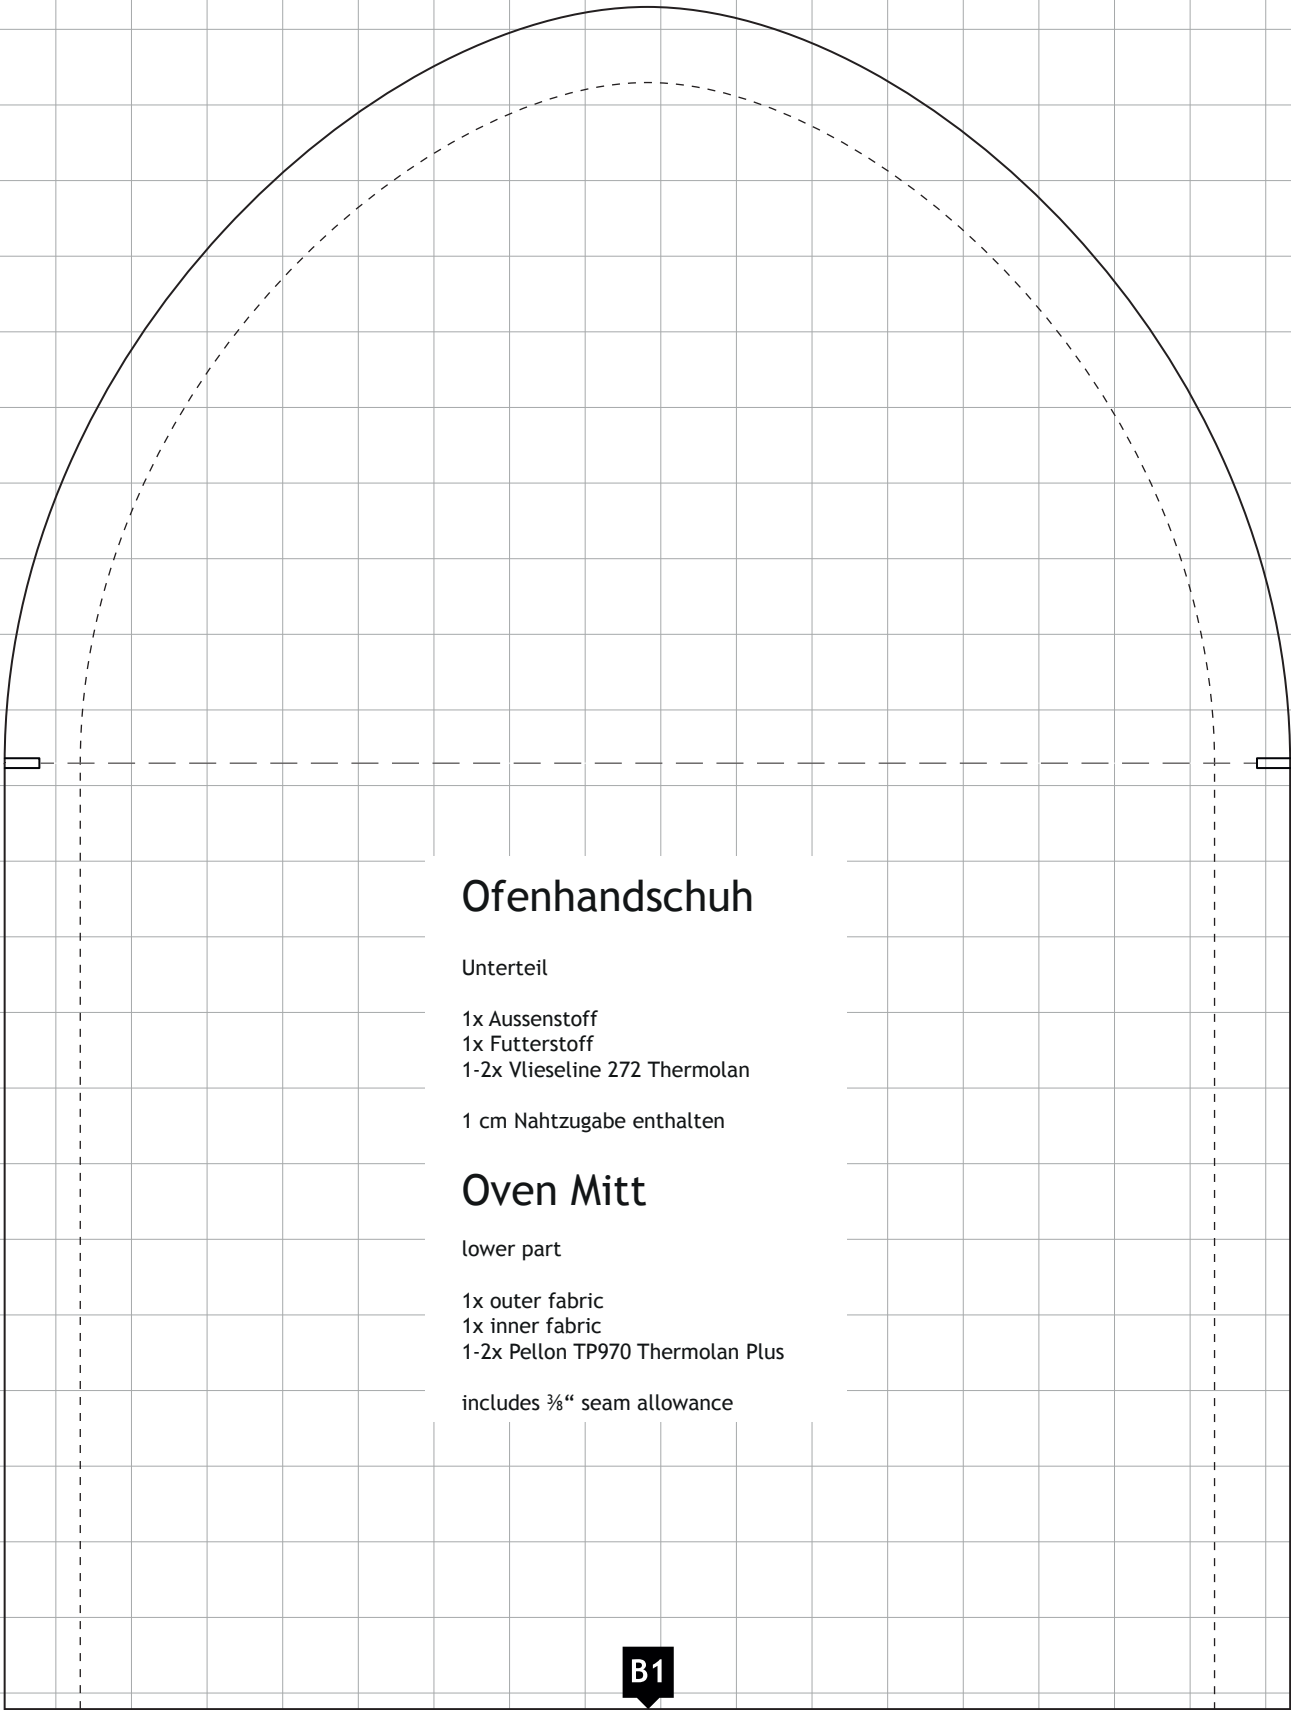 Ofenhandschuh
Unterteil
1x Aussenstoff
1x Futterstoff
1-2x Vlieseline 272 Thermolan
1 cm Nahtzugabe enthalten
Oven Mitt
lower part
1x outer fabric
1x inner fabric
1-2x Pellon TP970 Thermolan Plus
includes ⅜“ seam allowance
B1